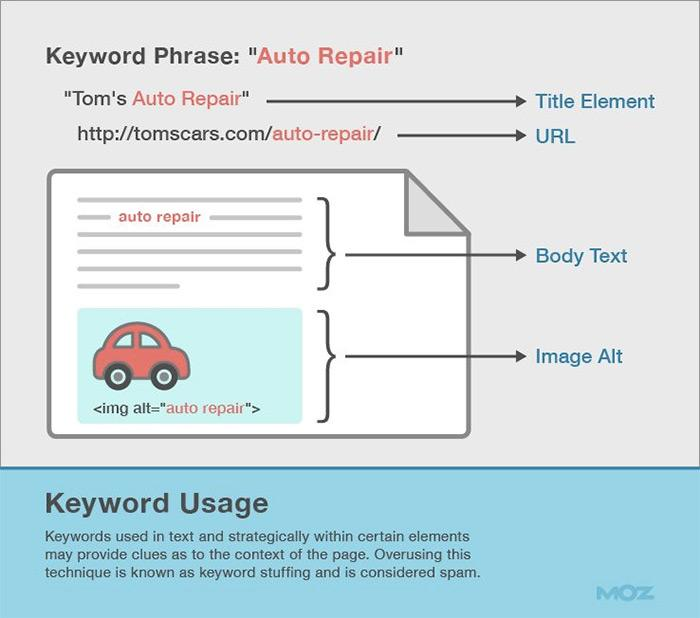 Keyword Phrase: "Auto Repair"
"Tom's Auto Repair"
Title Element
http://tomscars.com/auto-repair/
URL
auto repair
Body Text
Image Alt
<img alt="auto repair">
Keyword Usage
Keywords used in text and strategically within certain elements
may provide clues as to the context of the page. Overusing this
technique is known as keyword stuffing and is considered spam.
MOZ